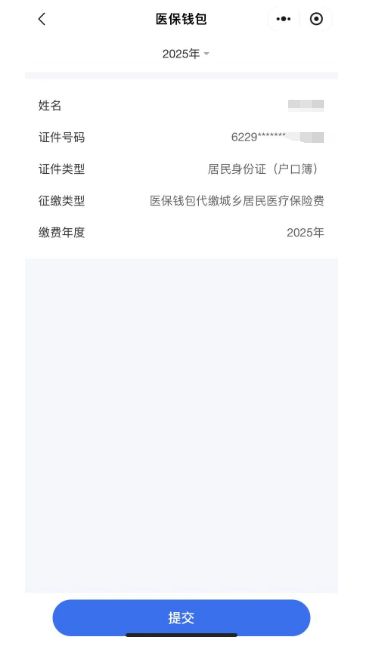 医保钱包
2025年
姓名
证件号码 6229*******
证件类型 居民身份证（户口簿）
征缴类型 医保钱包代缴城乡居民医疗保险费
缴费年度 2025年
提交